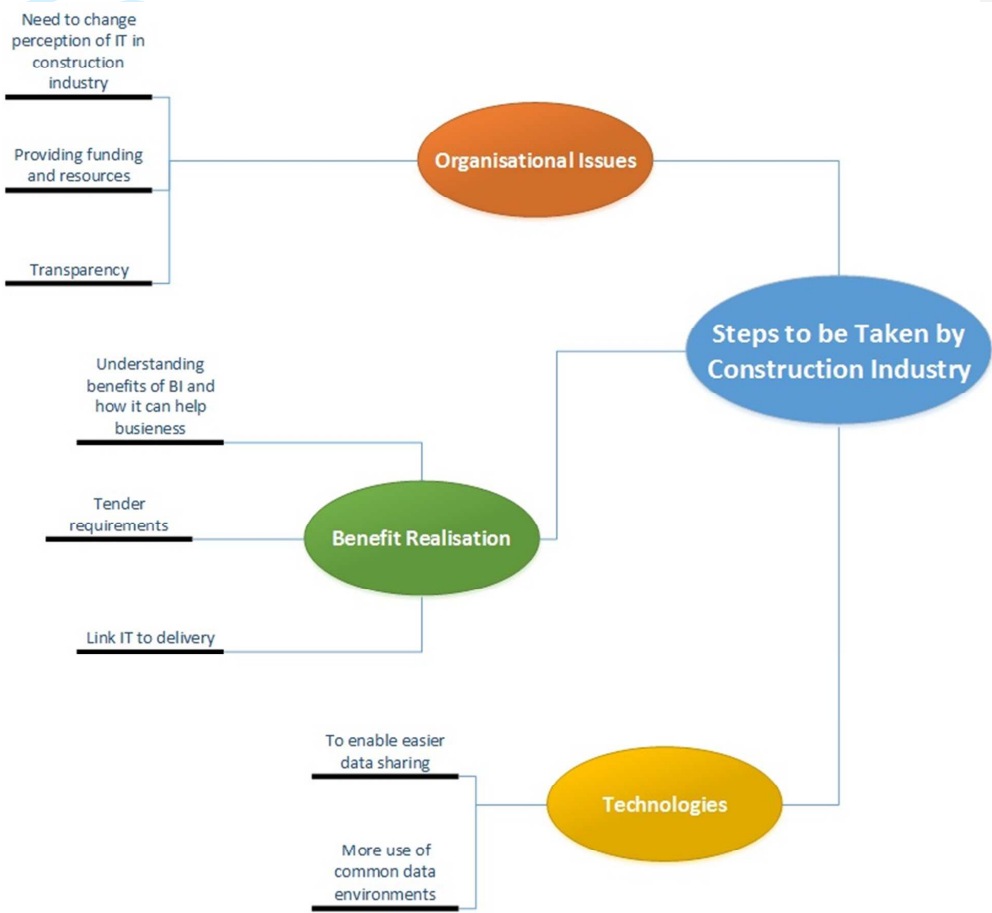 Need to change
perception of IT in
construction
industry
Providing funding
and resources
Transparency
Organisational Issues
Steps to be Taken by
Construction Industry
Understanding
benefits of BI and
how it can help
busieness
Tender
requirements
Link IT to delivery
Benefit Realisation
To enable easier
data sharing
More use of
common data
environments
Technologies